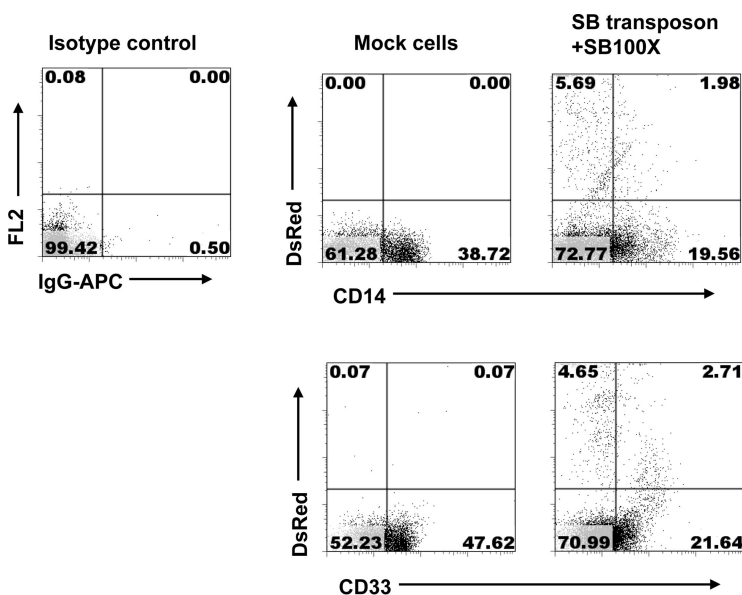 Isotype control
Mock cells
SB transposon
+SB100X
0.08 0.00
99.42 0.50
FL2
IgG-APC
0.00 0.00
61.28 38.72
DsRed
5.69 1.98
72.77 19.56
CD14
0.07 0.07
52.23 47.62
DsRed
4.65 2.71
70.99 21.64
CD33